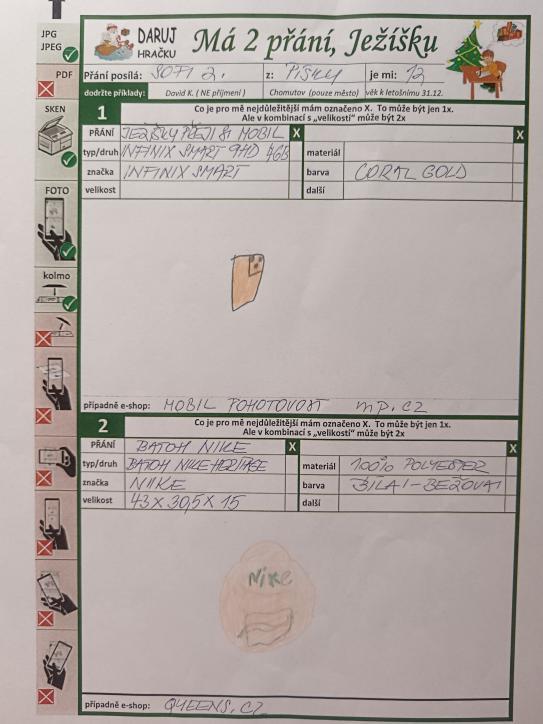 JPG
JPEG
PDF
SKEN
FOTO
kolmo
DARUJ
HRAČKU
Má 2 přání, Ježíšku
Přání posílá: SOFI 2. z: PÍSKY je mi: 12
dodržte příklady: David K. ( NE příjmení ) Chomutov (pouze město) věk k letošnímu 31.12.
1 Co je pro mě nejdůležitější mám označeno X. To může být jen 1x.
Ale v kombinaci s „velikostí“ může být 2x
PŘÁNÍ JEŽÍŠKY PŘEJI SI MOBIL X X
typ/druh INFINIX SMART 9HD 4GB materiál
značka INFINIX SMART barva CORAL GOLD
velikost další
případně e-shop: MOBIL POHOTOVOST mp.cz
2 Co je pro mě nejdůležitější mám označeno X. To může být jen 1x.
Ale v kombinaci s „velikostí“ může být 2x
PŘÁNÍ BATOH NIKE X X
typ/druh BATOH NIKE HERITAGE materiál 100% POLYESTER
značka NIKE barva BILAI-BEŽOVAI
velikost 43 x 30,5 x 15 další
Nike
případně e-shop: QUEENS.CZ